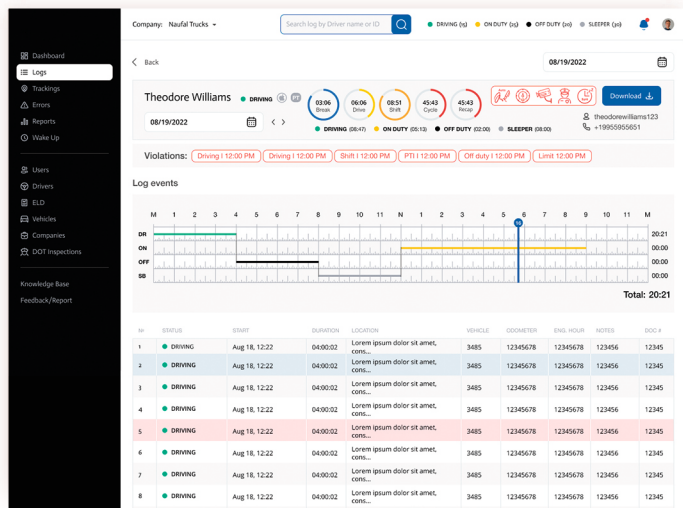 Company: Naufal Trucks
Search log by Driver name or ID
DRIVING (15) ON DUTY (25) OFF DUTY (20) SLEEPER (30)
Dashboard
Logs
Trackings
Errors
Reports
Wake Up
Users
Drivers
ELD
Vehicles
Companies
DOT Inspections
Knowledge Base
Feedback/Report
Back
08/19/2022
Theodore Williams DRIVING PT
08/19/2022
03:06 Break
06:06 Drive
08:51 Shift
45:43 Cycle
45:43 Recap
DRIVING (08:47) ON DUTY (05:13) OFF DUTY (02:00) SLEEPER (08:00)
Download
theodorewilliams123
+19955955651
Violations: Driving I 12:00 PM Driving I 12:00 PM Shift I 12:00 PM PTI I 12:00 PM Off duty I 12:00 PM Limit 12:00 PM
Log events
M 1 2 3 4 5 6 7 8 9 10 11 N 1 2 3 4 5 6 7 8 9 10 11 M
DR 20:21
ON 00:00
OFF 00:00
SB 00:00
Total: 20:21
Nr STATUS START DURATION LOCATION VEHICLE ODOMETER ENG. HOUR NOTES DOC #
1 DRIVING Aug 18, 12:22 04:00:02 Lorem ipsum dolor sit amet, cons... 3485 12345678 12345678 123456 12345
2 DRIVING Aug 18, 12:22 04:00:02 Lorem ipsum dolor sit amet, cons... 3485 12345678 12345678 123456 12345
3 DRIVING Aug 18, 12:22 04:00:02 Lorem ipsum dolor sit amet, cons... 3485 12345678 12345678 123456 12345
4 DRIVING Aug 18, 12:22 04:00:02 Lorem ipsum dolor sit amet, cons... 3485 12345678 12345678 123456 12345
5 DRIVING Aug 18, 12:22 04:00:02 Lorem ipsum dolor sit amet, cons... 3485 12345678 12345678 123456 12345
6 DRIVING Aug 18, 12:22 04:00:02 Lorem ipsum dolor sit amet, cons... 3485 12345678 12345678 123456 12345
7 DRIVING Aug 18, 12:22 04:00:02 Lorem ipsum dolor sit amet, cons... 3485 12345678 12345678 123456 12345
8 DRIVING Aug 18, 12:22 04:00:02 Lorem ipsum dolor sit amet, cons... 3485 12345678 12345678 123456 12345